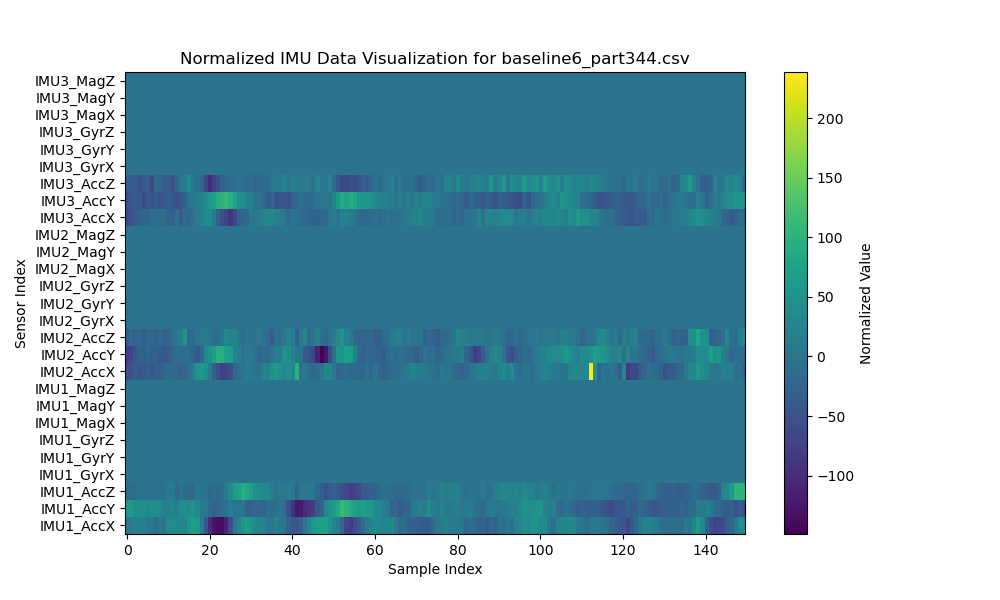 Normalized IMU Data Visualization for baseline6_part344.csv
IMU3_MagZ
IMU3_MagY
IMU3_MagX
IMU3_GyrZ
IMU3_GyrY
IMU3_GyrX
IMU3_AccZ
IMU3_AccY
IMU3_AccX
IMU2_MagZ
IMU2_MagY
IMU2_MagX
IMU2_GyrZ
IMU2_GyrY
IMU2_GyrX
IMU2_AccZ
IMU2_AccY
IMU2_AccX
IMU1_MagZ
IMU1_MagY
IMU1_MagX
IMU1_GyrZ
IMU1_GyrY
IMU1_GyrX
IMU1_AccZ
IMU1_AccY
IMU1_AccX
Sensor Index
0 20 40 60 80 100 120 140
Sample Index
200
150
100
50
0
−50
−100
Normalized Value